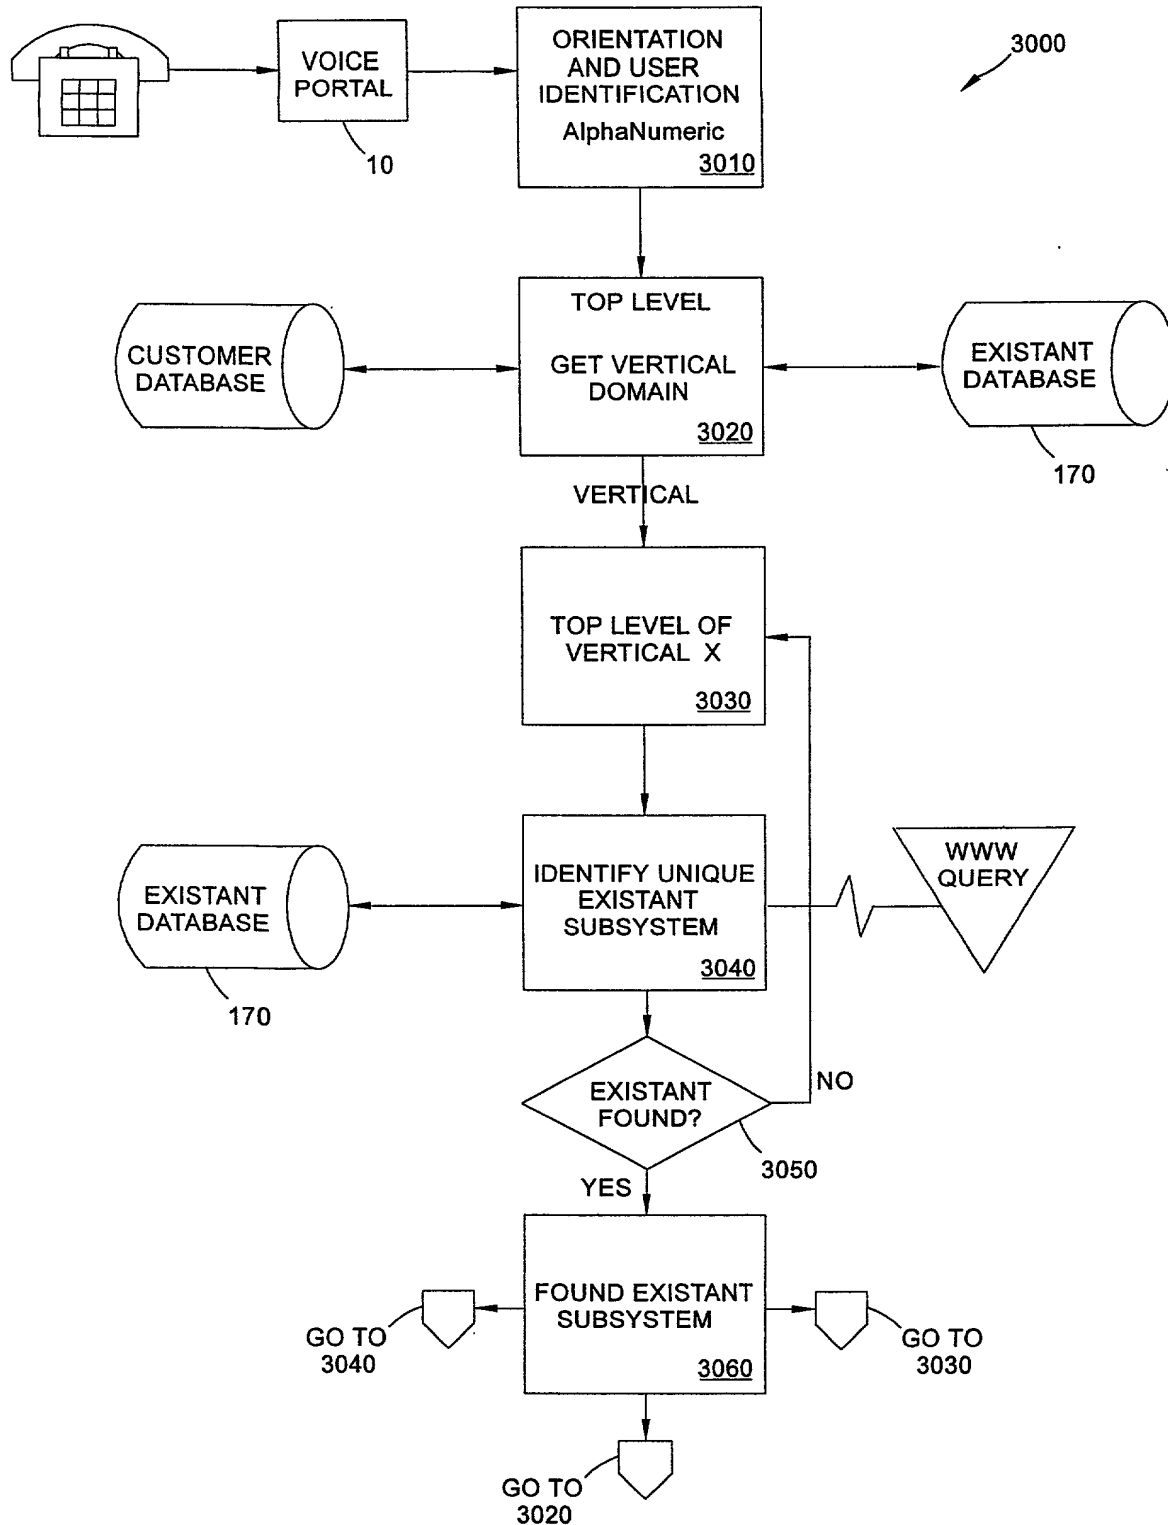 3000
VOICE
PORTAL
10
ORIENTATION
AND USER
IDENTIFICATION
AlphaNumeric
3010
CUSTOMER
DATABASE
TOP LEVEL
GET VERTICAL
DOMAIN
3020
EXISTANT
DATABASE
170
VERTICAL
TOP LEVEL OF
VERTICAL X
3030
EXISTANT
DATABASE
170
IDENTIFY UNIQUE
EXISTANT
SUBSYSTEM
3040
WWW
QUERY
EXISTANT
FOUND?
NO
3050
YES
FOUND EXISTANT
SUBSYSTEM
3060
GO TO
3040
GO TO
3030
GO TO
3020